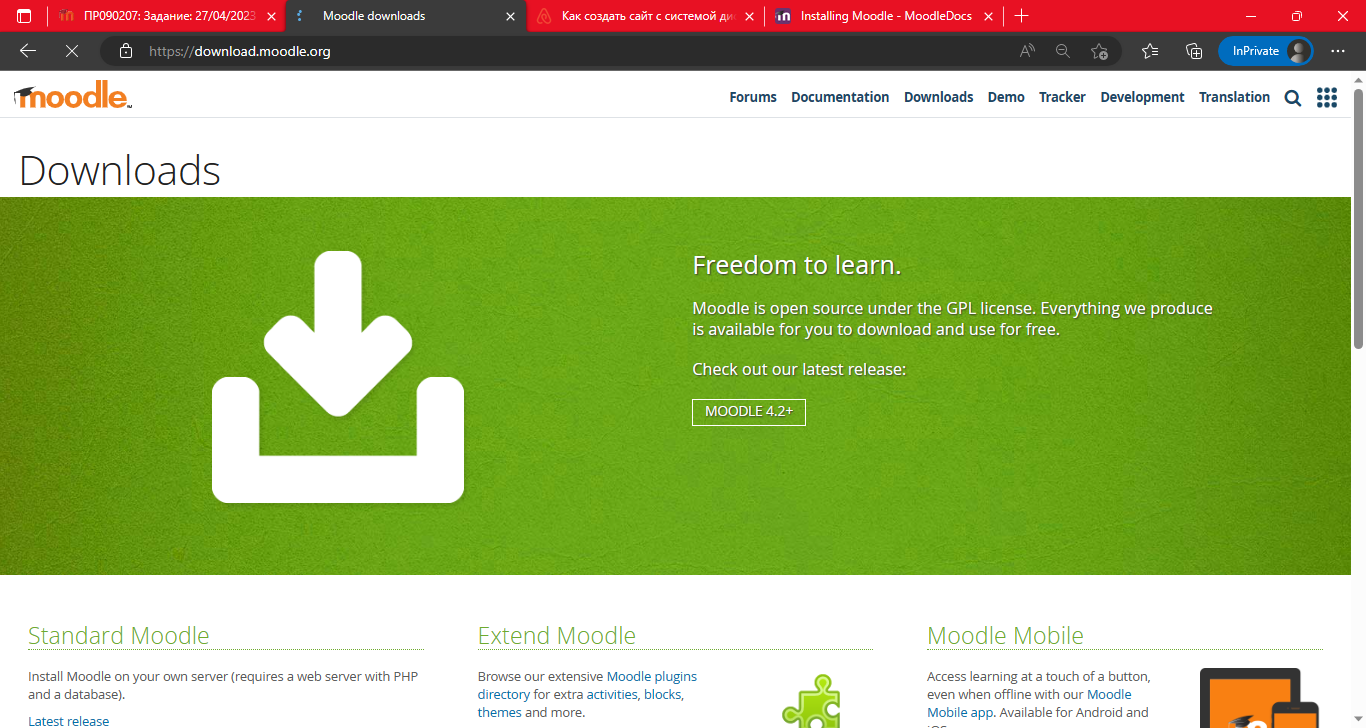 ПР090207: Задание: 27/04/2023
Moodle downloads
Как создать сайт с системой ди
Installing Moodle - MoodleDocs
https://download.moodle.org
InPrivate
moodle
Forums Documentation Downloads Demo Tracker Development Translation
Downloads
Freedom to learn.
Moodle is open source under the GPL license. Everything we produce
is available for you to download and use for free.
Check out our latest release:
MOODLE 4.2+
Standard Moodle
Install Moodle on your own server (requires a web server with PHP
and a database).
Latest release
Extend Moodle
Browse our extensive Moodle plugins
directory for extra activities, blocks,
themes and more.
Moodle Mobile
Access learning at a touch of a button,
even when offline with our Moodle
Mobile app. Available for Android and